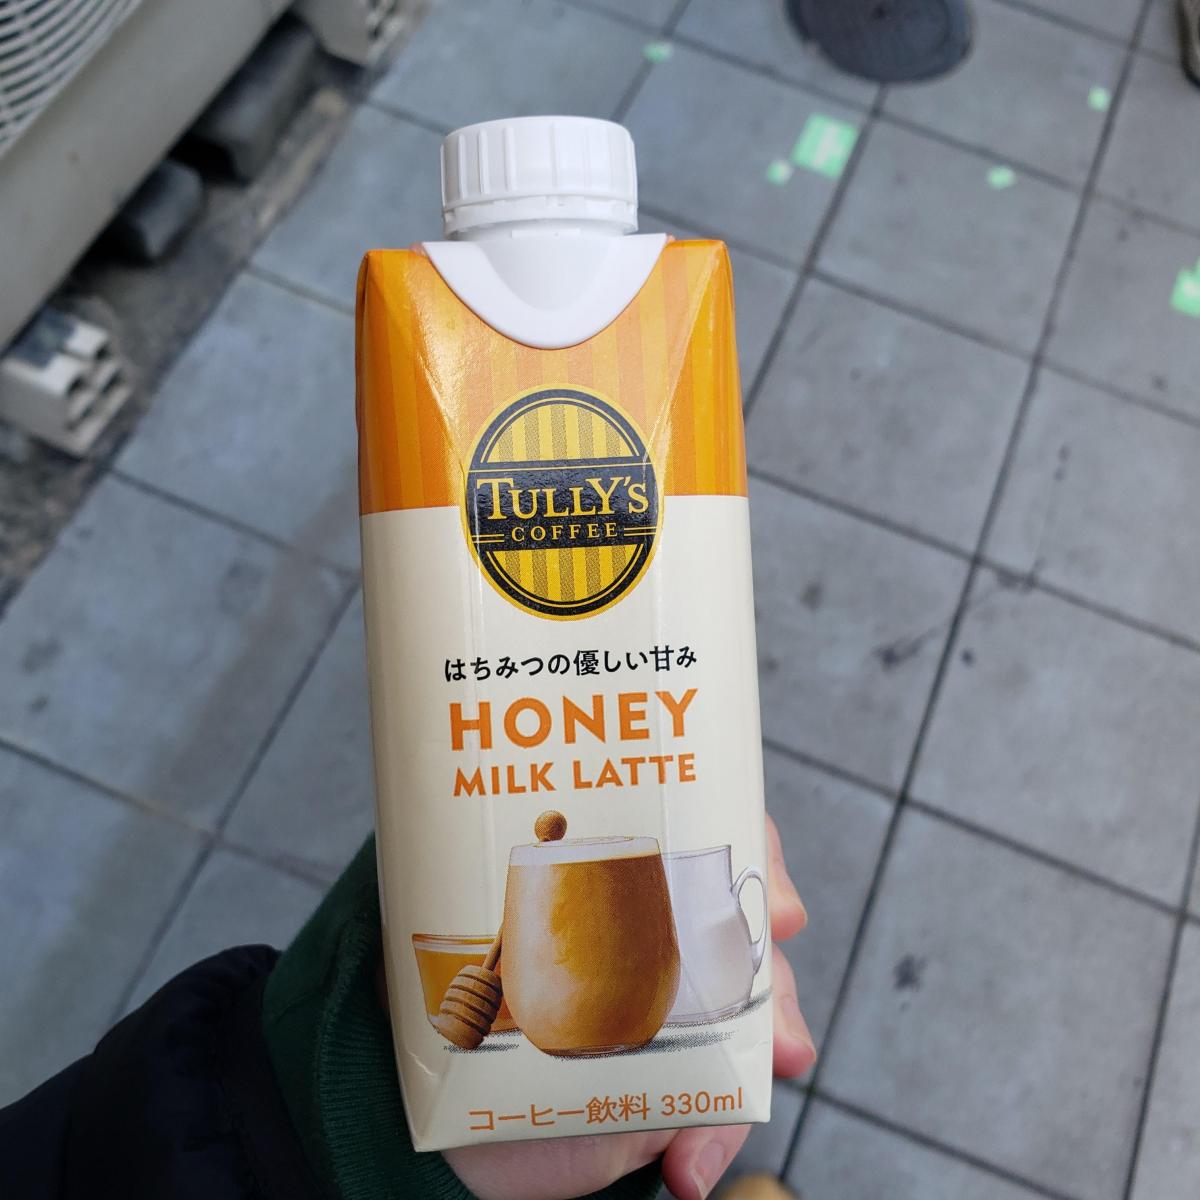 TULLY'S
COFFEE
はちみつの優しい甘み
HONEY
MILK LATTE
コーヒー飲料 330ml